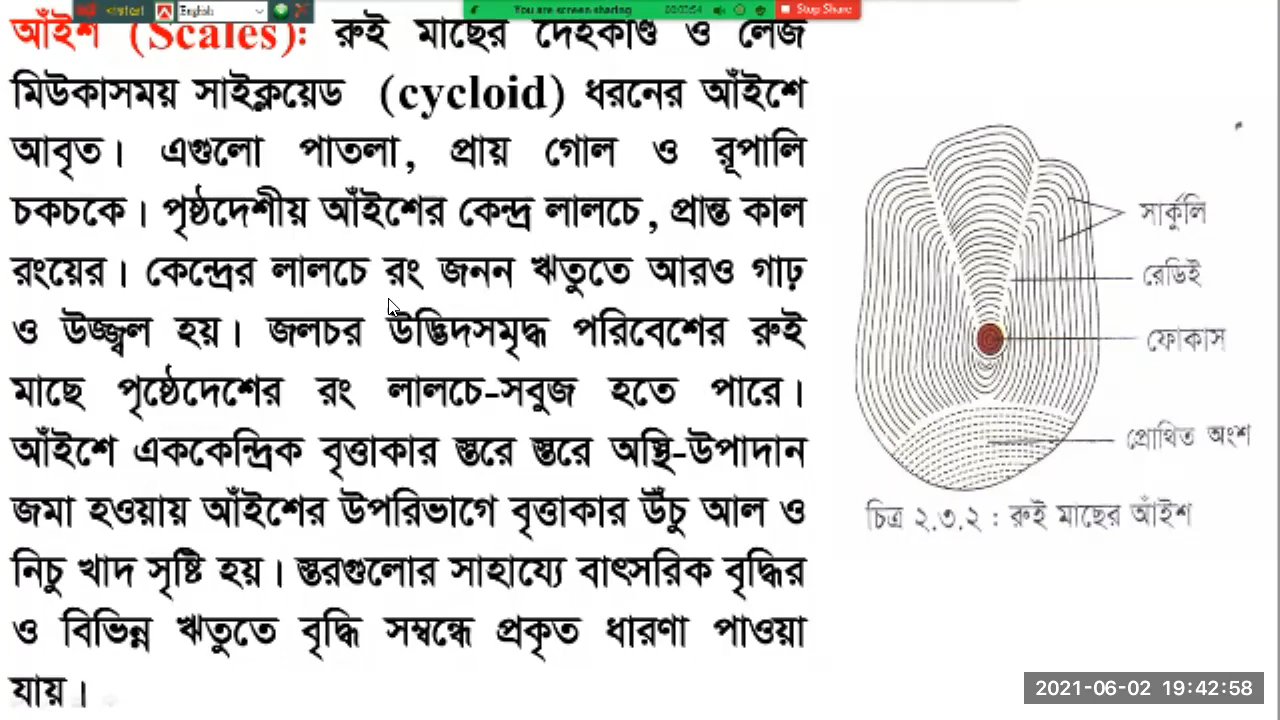 English
You are screen sharing
00:03:54
Stop Share
আঁইশ (Scales): রুই মাছের দেহকাণ্ড ও লেজ
মিউকাসময় সাইক্লয়েড (cycloid) ধরনের আঁইশে
আবৃত। এগুলো পাতলা, প্রায় গোল ও রূপালি
চকচকে। পৃষ্ঠদেশীয় আঁইশের কেন্দ্র লালচে, প্রান্ত কাল
রংয়ের। কেন্দ্রের লালচে রং জনন ঋতুতে আরও গাঢ়
ও উজ্জ্বল হয়। জলচর উদ্ভিদসমৃদ্ধ পরিবেশের রুই
মাছে পৃষ্ঠেদেশের রং লালচে-সবুজ হতে পারে।
আঁইশে এককেন্দ্রিক বৃত্তাকার স্তরে স্তরে অস্থি-উপাদান
জমা হওয়ায় আঁইশের উপরিভাগে বৃত্তাকার উঁচু আল ও
নিচু খাদ সৃষ্টি হয়। স্তরগুলোর সাহায্যে বাৎসরিক বৃদ্ধির
ও বিভিন্ন ঋতুতে বৃদ্ধি সম্বন্ধে প্রকৃত ধারণা পাওয়া
যায়।
সার্কুলি
রেডিই
ফোকাস
প্রোথিত অংশ
চিত্র ২.৩.২ : রুই মাছের আঁইশ
2021-06-02 19:42:58